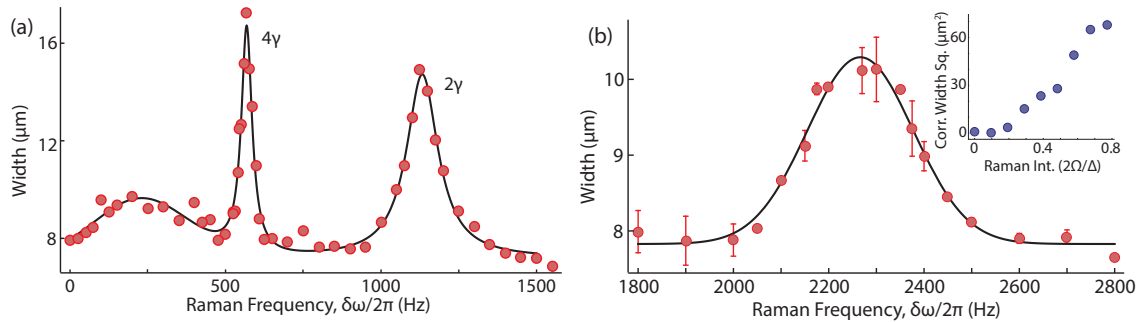 (a)
16
12
8
Width (μm)
4γ
2γ
0
500
1000
1500
Raman Frequency, δω/2π (Hz)
(b)
10
9
8
Width (μm)
1800
2000
2200
2400
2600
2800
Raman Frequency, δω/2π (Hz)
Corr. Width Sq. (μm²)
60
30
0
0
0.4
0.8
Raman Int. (2Ω/Δ)